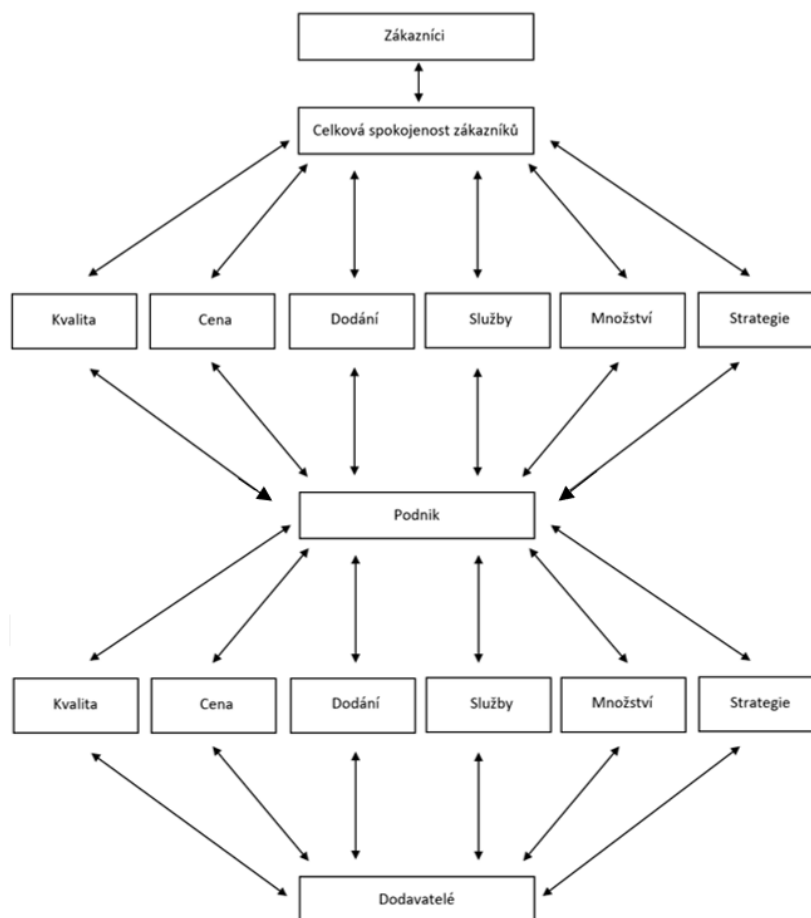 Zákazníci
Celková spokojenost zákazníků
Kvalita
Cena
Dodání
Služby
Množství
Strategie
Podnik
Kvalita
Cena
Dodání
Služby
Množství
Strategie
Dodavatelé